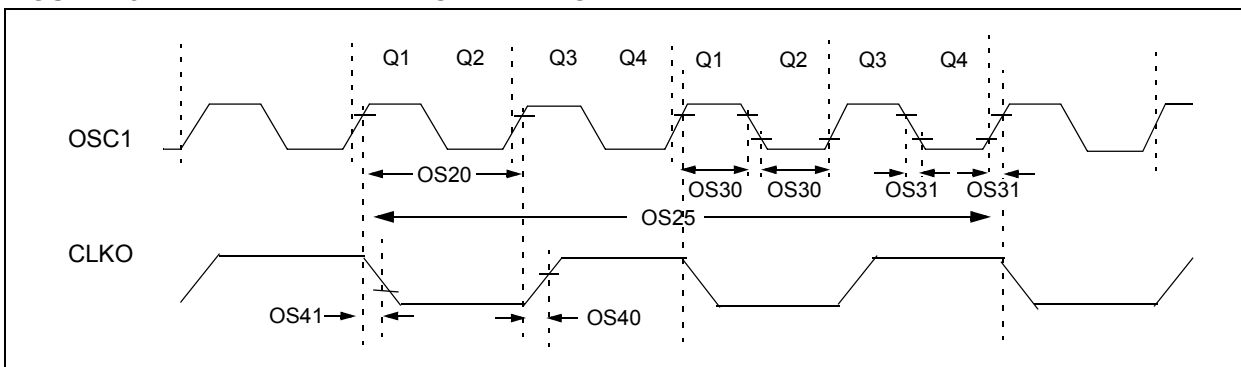 Q1 Q2 Q3 Q4 Q1 Q2 Q3 Q4
OSC1
OS20 OS30 OS30 OS31 OS31
OS25
CLKO
OS41 OS40